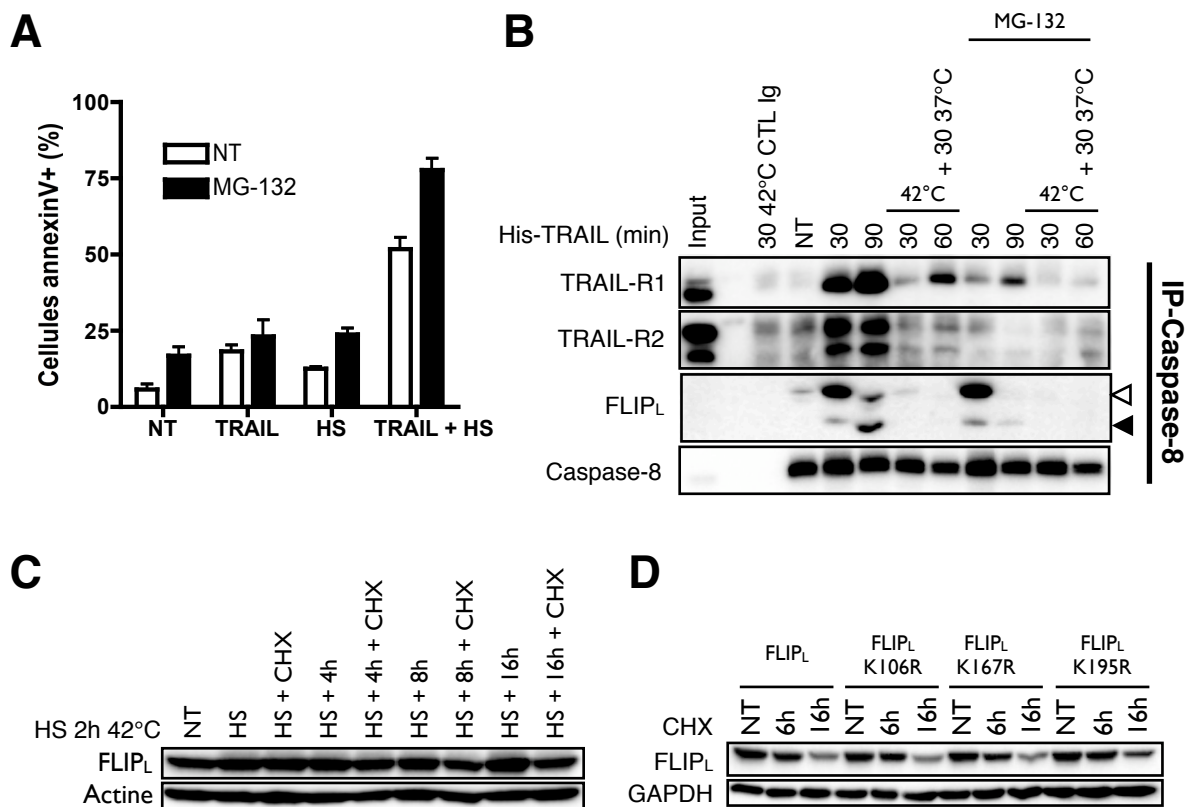 A
Cellules annexinV+ (%)
100
75
50
25
0
NT
MG-132
NT TRAIL HS TRAIL + HS
B
MG-132
His-TRAIL (min)
Input
30 42°C CTL Ig
NT
30
90
42°C
30
60
+ 30 37°C
30
90
42°C
30
60
+ 30 37°C
TRAIL-R1
TRAIL-R2
FLIPL
Caspase-8
IP-Caspase-8
C
HS 2h 42°C
NT
HS
HS + CHX
HS + 4h
HS + 4h + CHX
HS + 8h
HS + 8h + CHX
HS + 16h
HS + 16h + CHX
FLIPL
Actine
D
FLIPL
FLIPL K106R
FLIPL K167R
FLIPL K195R
CHX NT 6h 16h NT 6h 16h NT 6h 16h NT 6h 16h
FLIPL
GAPDH